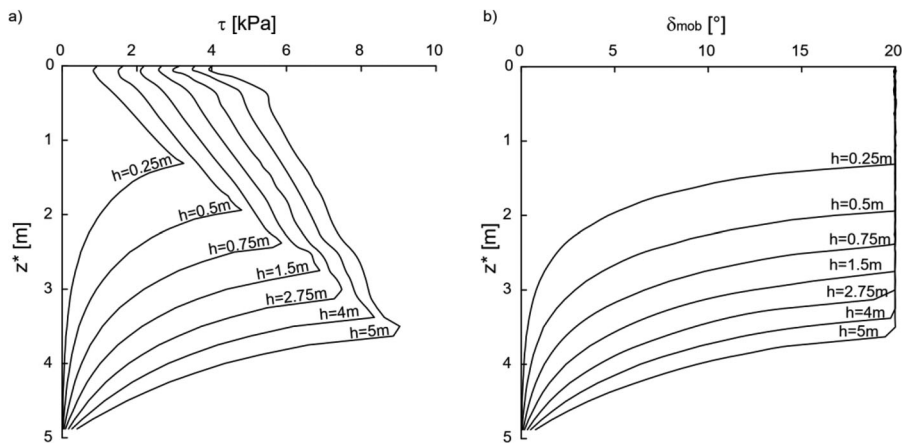 a)
τ [kPa]
0 2 4 6 8 10
0
1
2
3
4
5
z* [m]
h=0.25m
h=0.5m
h=0.75m
h=1.5m
h=2.75m
h=4m
h=5m
b)
δmob [°]
0 5 10 15 20
0
1
2
3
4
5
z* [m]
h=0.25m
h=0.5m
h=0.75m
h=1.5m
h=2.75m
h=4m
h=5m